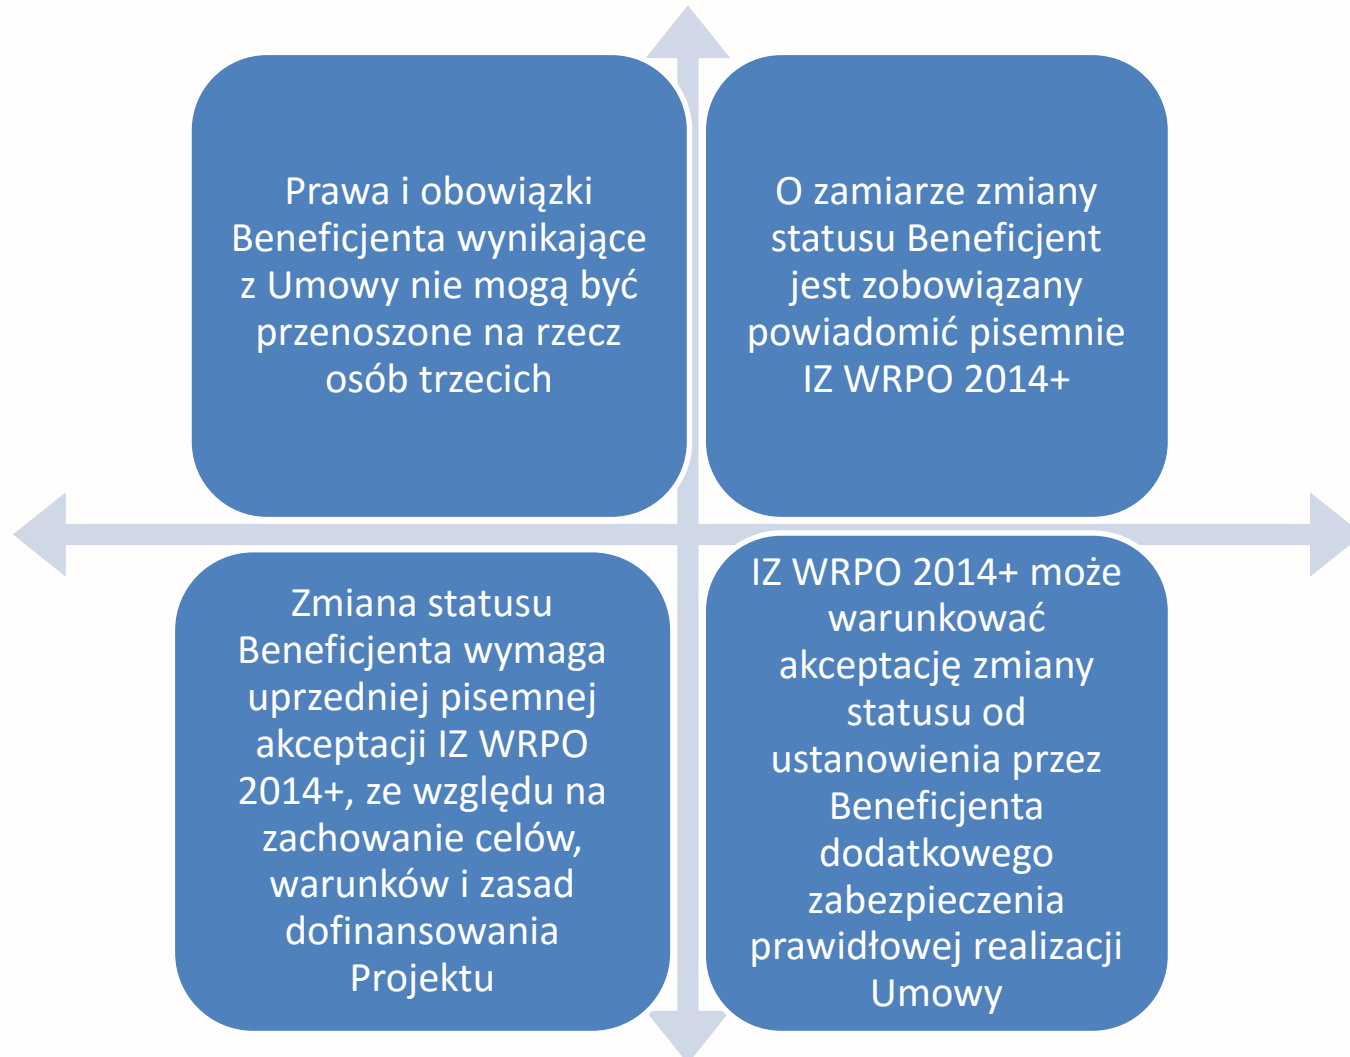 Prawa i obowiązki
Beneficjenta wynikające
z Umowy nie mogą być
przenoszone na rzecz
osób trzecich
O zamiarze zmiany
statusu Beneficjent
jest zobowiązany
powiadomić pisemnie
IZ WRPO 2014+
Zmiana statusu
Beneficjenta wymaga
uprzedniej pisemnej
akceptacji IZ WRPO
2014+, ze względu na
zachowanie celów,
warunków i zasad
dofinansowania
Projektu
IZ WRPO 2014+ może
warunkować
akceptację zmiany
statusu od
ustanowienia przez
Beneficjenta
dodatkowego
zabezpieczenia
prawidłowej realizacji
Umowy